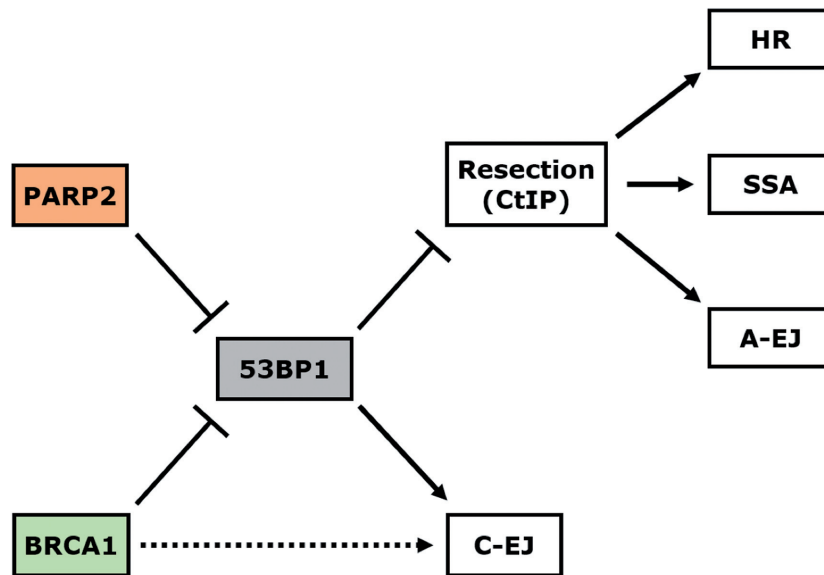 HR
PARP2
Resection
(CtIP)
SSA
53BP1
A-EJ
BRCA1
C-EJ